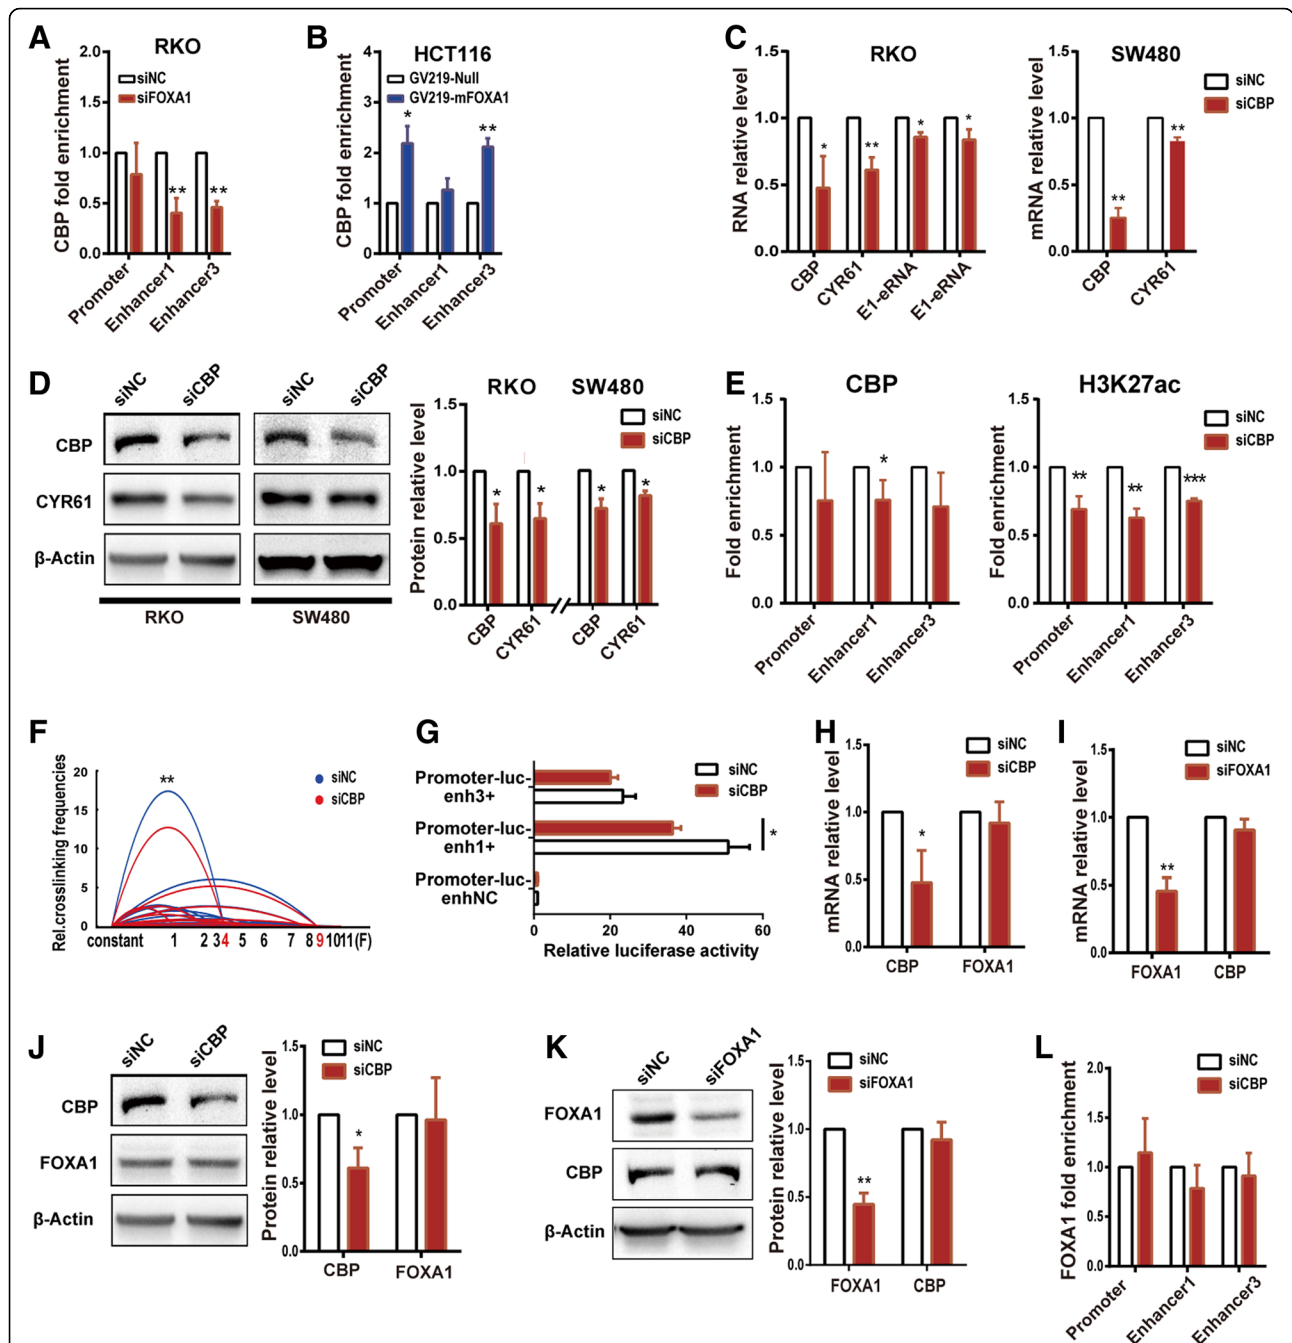 A
RKO
CBP fold enrichment
2.0
1.5
1.0
0.5
0.0
siNC
siFOXA1
**
**
Promoter
Enhancer1
Enhancer3
B
HCT116
CBP fold enrichment
4
3
2
1
0
GV219-Null
GV219-mFOXA1
*
**
Promoter
Enhancer1
Enhancer3
C
RKO
RNA relative level
1.5
1.0
0.5
0.0
*
**
*
*
CBP
CYR61
E1-eRNA
E1-eRNA
SW480
mRNA relative level
1.5
1.0
0.5
0.0
**
**
CBP
CYR61
siNC
siCBP
D
siNC
siCBP
siNC
siCBP
CBP
CYR61
β-Actin
RKO
SW480
RKO
SW480
Protein relative level
1.5
1.0
0.5
0.0
siNC
siCBP
*
*
*
*
CBP
CYR61
CBP
CYR61
E
CBP
Fold enrichment
1.5
1.0
0.5
0.0
*
Promoter
Enhancer1
Enhancer3
H3K27ac
Fold enrichment
1.5
1.0
0.5
0.0
siNC
siCBP
**
**
***
Promoter
Enhancer1
Enhancer3
F
Rel.crosslinking frequencies
20
15
10
5
0
**
siNC
siCBP
constant 1 2 3 4 5 6 7 8 9 10 11(F)
G
Promoter-luc-
enh3+
Promoter-luc-
enh1+
Promoter-luc-
enhNC
siNC
siCBP
*
0 20 40 60
Relative luciferase activity
H
mRNA relative level
1.5
1.0
0.5
0.0
siNC
siCBP
*
CBP
FOXA1
I
mRNA relative level
1.5
1.0
0.5
0.0
siNC
siFOXA1
**
FOXA1
CBP
J
siNC
siCBP
CBP
FOXA1
β-Actin
Protein relative level
1.5
1.0
0.5
0.0
siNC
siCBP
*
CBP
FOXA1
K
siNC
siFOXA1
FOXA1
CBP
β-Actin
Protein relative level
1.5
1.0
0.5
0.0
siNC
siFOXA1
**
FOXA1
CBP
L
FOXA1 fold enrichment
2.0
1.5
1.0
0.5
0.0
siNC
siCBP
Promoter
Enhancer1
Enhancer3